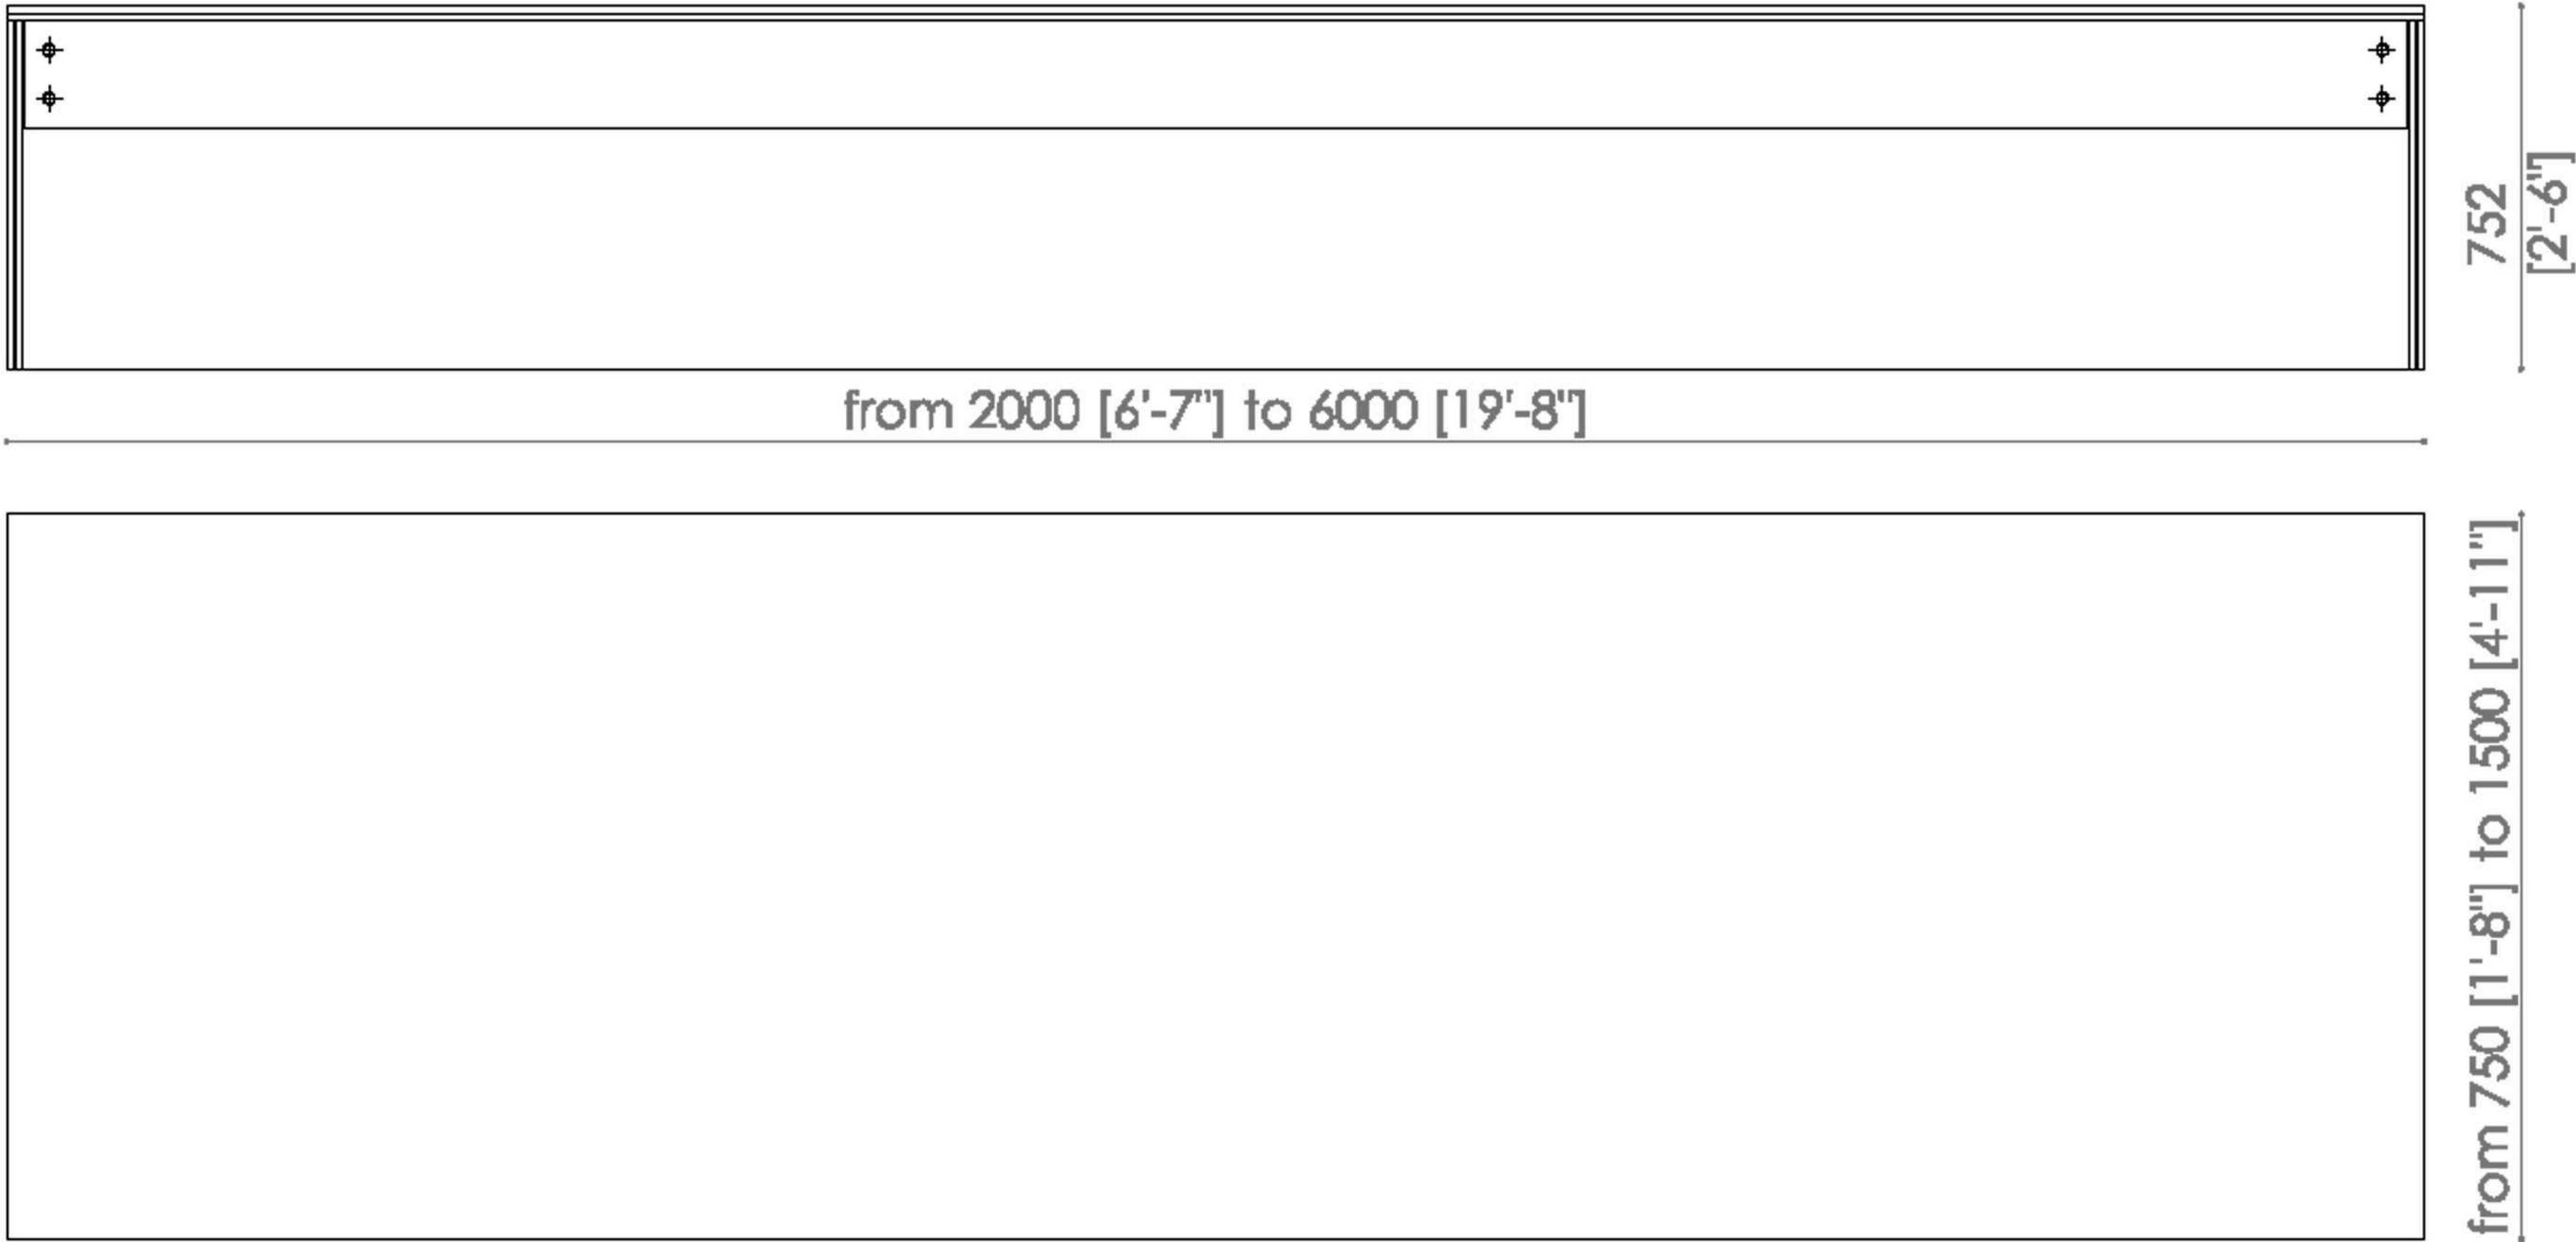 752
[2'-6"]
from 2000 [6'-7"] to 6000 [19'-8"]
from 750 [1'-8"] to 1500 [4'-11"]